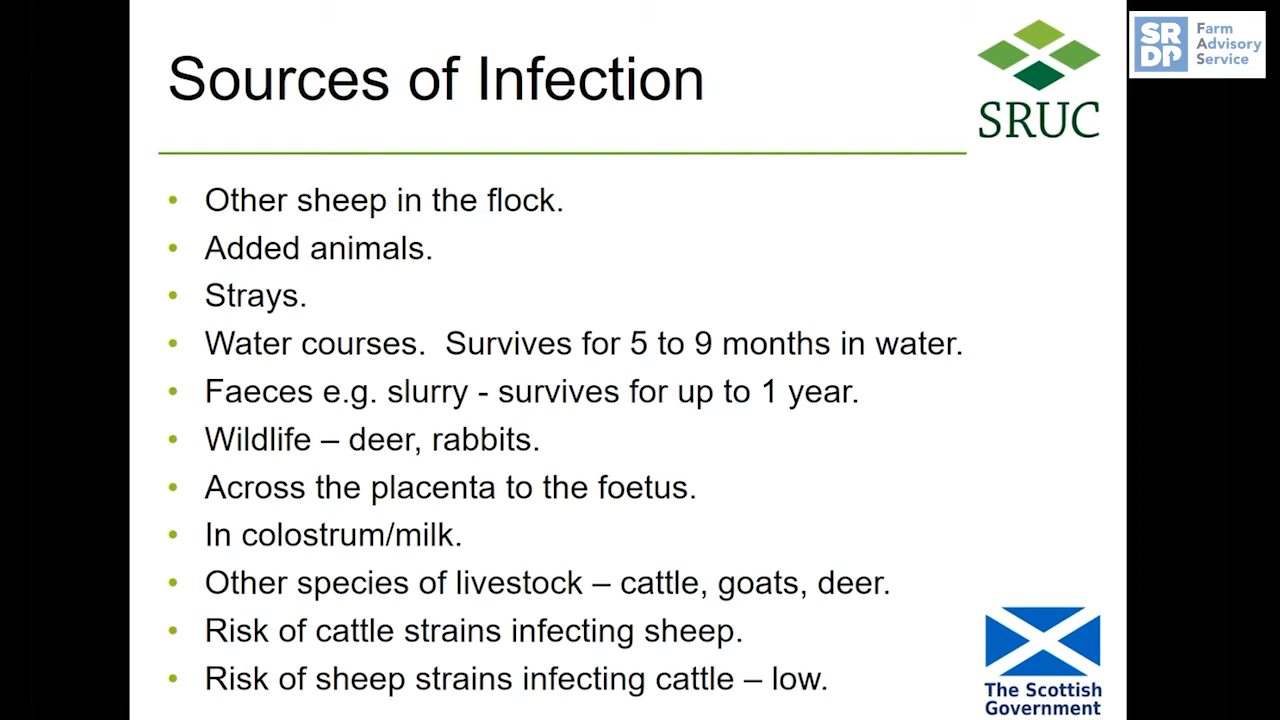 Sources of Infection
SRUC
SRDP
Farm
Advisory
Service
• Other sheep in the flock.
• Added animals.
• Strays.
• Water courses.  Survives for 5 to 9 months in water.
• Faeces e.g. slurry - survives for up to 1 year.
• Wildlife – deer, rabbits.
• Across the placenta to the foetus.
• In colostrum/milk.
• Other species of livestock – cattle, goats, deer.
• Risk of cattle strains infecting sheep.
• Risk of sheep strains infecting cattle – low.
The Scottish
Government